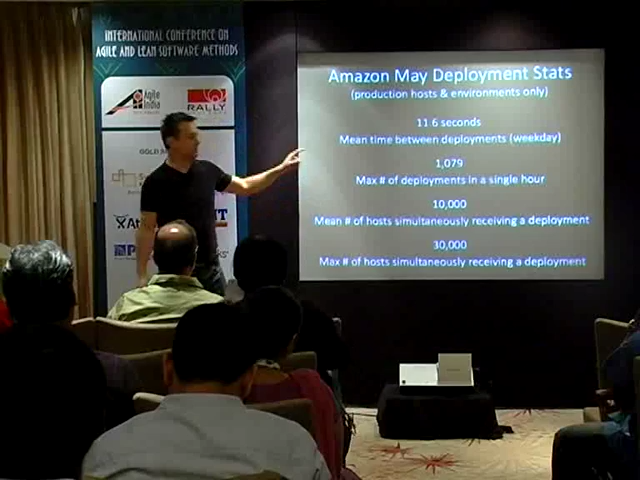 INTERNATIONAL CONFERENCE ON
AGILE AND LEAN SOFTWARE METHODS
Agile
India
RALLY
GOLD
Amazon May Deployment Stats
(production hosts & environments only)
11.6 seconds
Mean time between deployments (weekday)
1,079
Max # of deployments in a single hour
10,000
Mean # of hosts simultaneously receiving a deployment
30,000
Max # of hosts simultaneously receiving a deployment